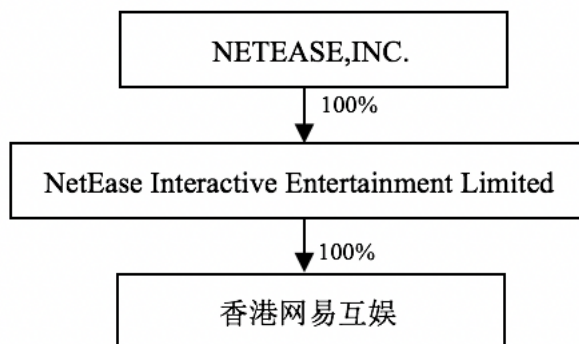 NETEASE,INC.
100%
NetEase Interactive Entertainment Limited
100%
香港网易互娱